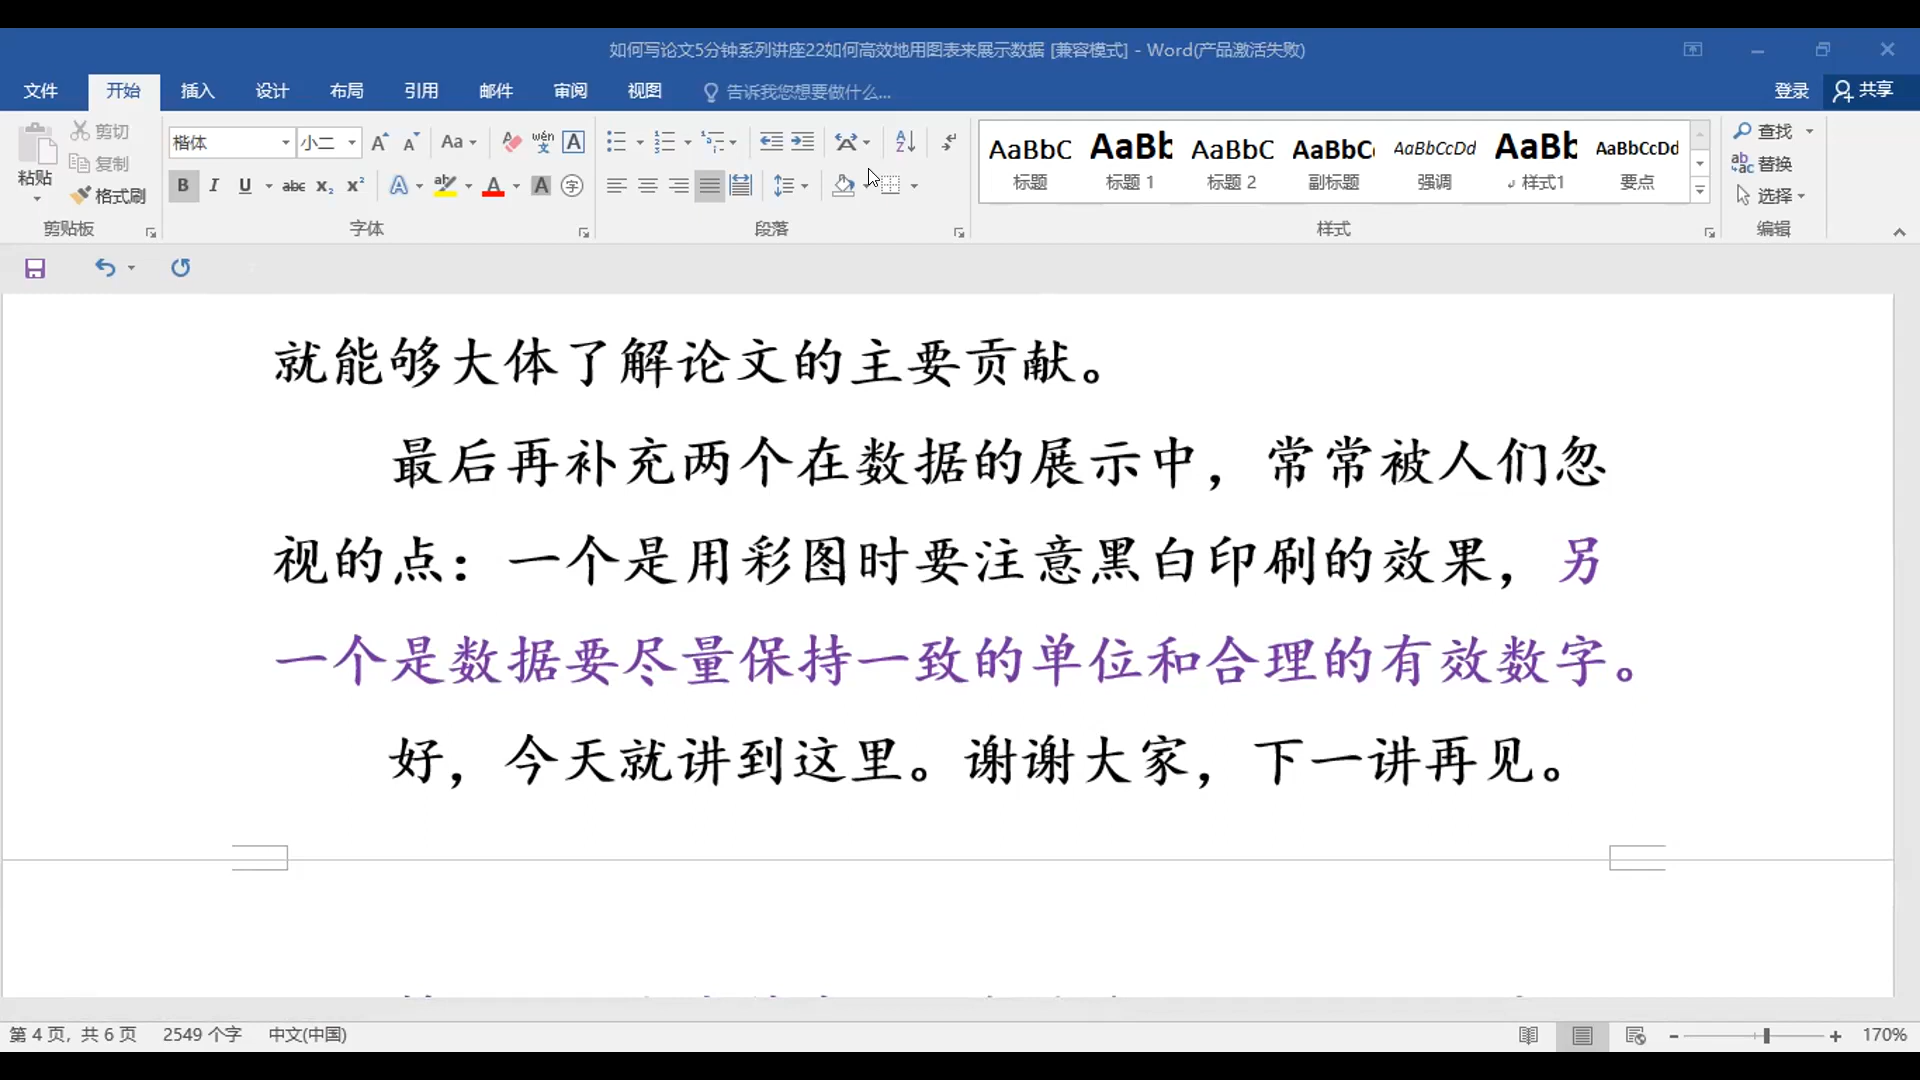 如何写论文5分钟系列讲座22如何高效地用图表来展示数据 [兼容模式] - Word(产品激活失败)
文件 开始 插入 设计 布局 引用 邮件 审阅 视图 告诉我您想要做什么... 登录 共享
粘贴 剪切 复制 格式刷 剪贴板
楷体 小二 Aa wén 文 A
B I U abc X₂ X² A ab A A 字
字体
段落
AaBbC AaBb AaBbC AaBbC AaBbCcDd AaBb AaBbCcDd
标题 标题 1 标题 2 副标题 强调 样式1 要点
样式
查找
替换
选择
编辑
就能够大体了解论文的主要贡献。
最后再补充两个在数据的展示中，常常被人们忽
视的点：一个是用彩图时要注意黑白印刷的效果，另
一个是数据要尽量保持一致的单位和合理的有效数字。
好，今天就讲到这里。谢谢大家，下一讲再见。
第 4 页，共 6 页 2549 个字 中文(中国) 170%